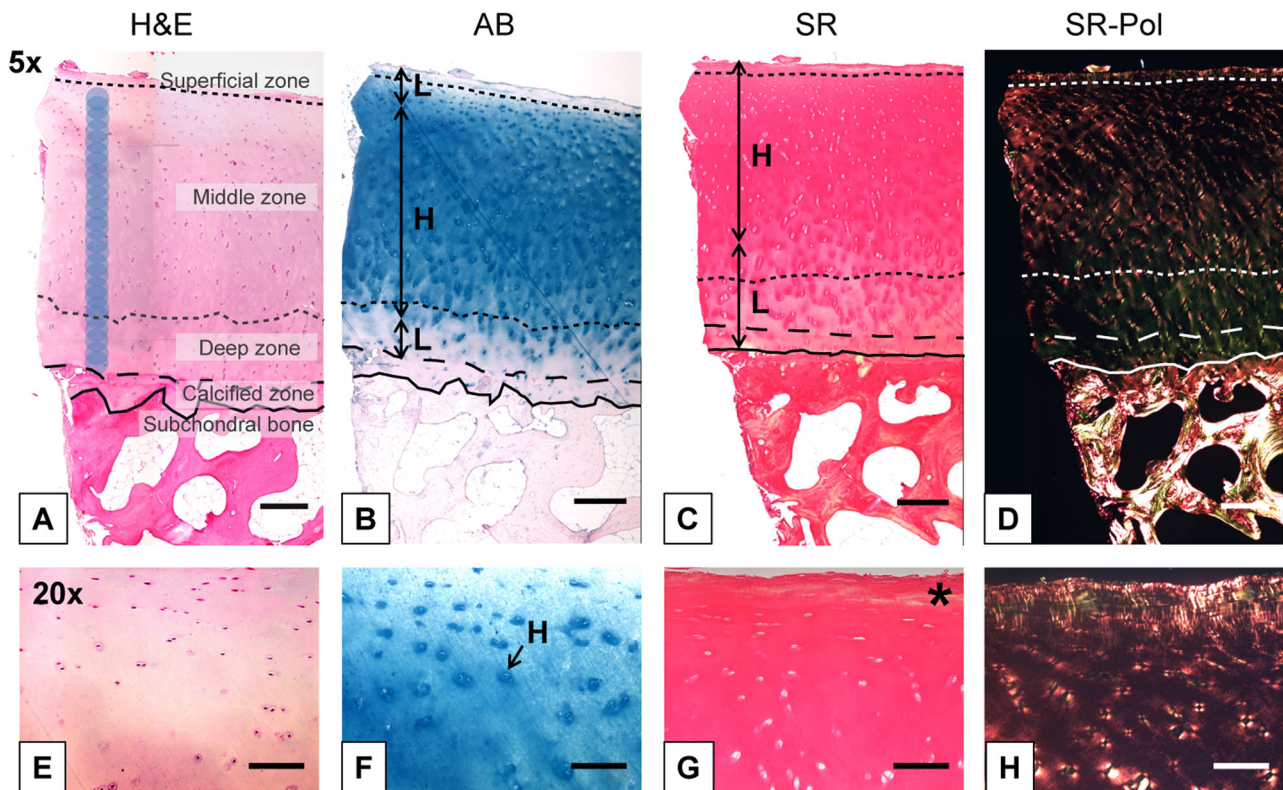 H&E AB SR SR-Pol
5x
Superficial zone
Middle zone
Deep zone
Calcified zone
Subchondral bone
A
L
H
L
B
H
L
C
D
20x
E
H
F
*
G
H